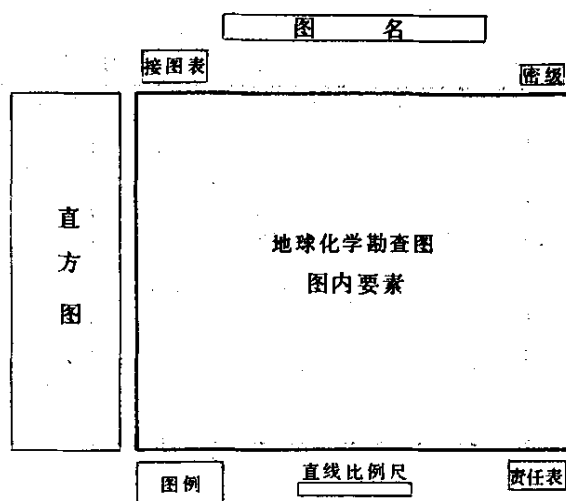 图 名
接图表
密级
直方图
地球化学勘查图
图内要素
图例
直线比例尺
责任表